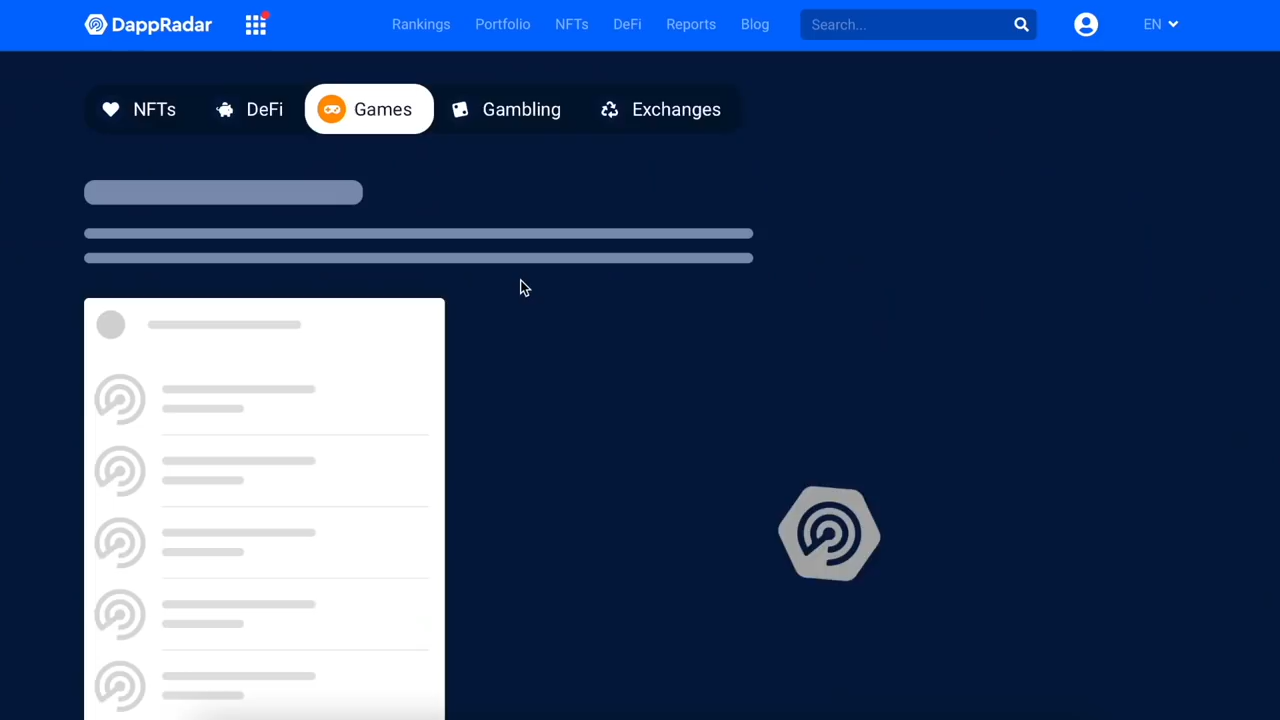 DappRadar Rankings Portfolio NFTs DeFi Reports Blog Search... EN
NFTs DeFi Games Gambling Exchanges